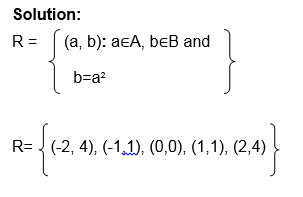 Solution:
R = { (a, b): a∊A, b∊B and
b=a² }
R= { (-2, 4), (-1,1), (0,0), (1,1), (2,4) }